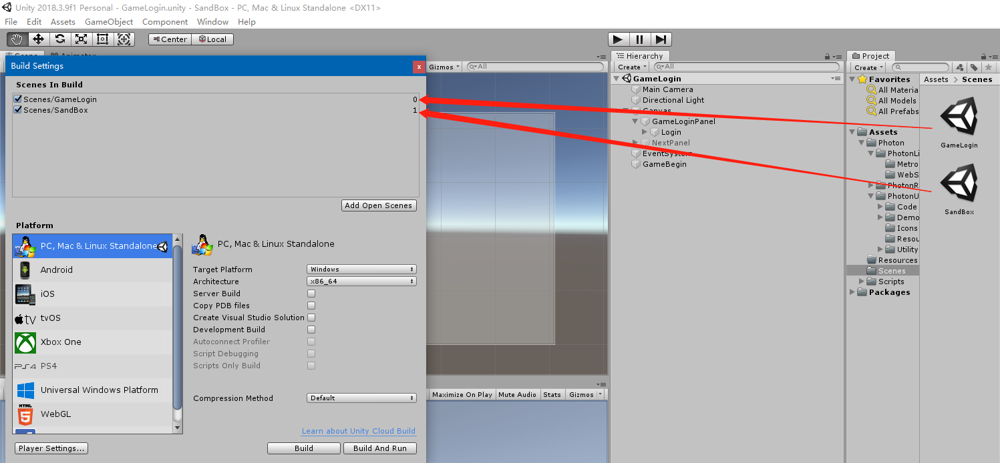 Unity 2018.3.9f1 Personal - GameLogin.unity - SandBox - PC, Mac & Linux Standalone <DX11>
File Edit Assets GameObject Component Window Help
Center Local
Build Settings
x
Scenes In Build
Scenes/GameLogin 0
Scenes/SandBox 1
Add Open Scenes
Platform
PC, Mac & Linux Standalone
Android
iOS
tv tvOS
Xbox One
PS4 PS4
Universal Windows Platform
HTML 5 WebGL
Player Settings...
PC, Mac & Linux Standalone
Target Platform Windows
Architecture x86_64
Server Build
Copy PDB files
Create Visual Studio Solution
Development Build
Autoconnect Profiler
Script Debugging
Scripts Only Build
Compression Method Default
Learn about Unity Cloud Build
Build Build And Run
Gizmos All
Maximize On Play Mute Audio Stats Gizmos
Hierarchy
Create All
GameLogin
Main Camera
Directional Light
Canvas
GameLoginPanel
Login
NextPanel
EventSystem
GameBegin
Project
Create
Favorites
All Materia
All Models
All Prefabs
Assets
Photon
PhotonLi
Metro
WebS
PhotonR
PhotonU
Code
Demo
Icons
Resou
Utility
Resources
Scenes
Scripts
Packages
Assets Scenes
GameLogin
SandBox